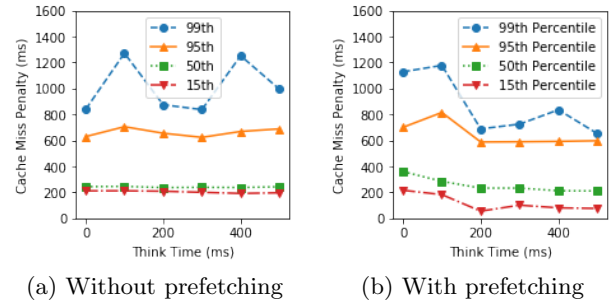 1600
1400
1200
1000
800
600
400
200
0
Cache Miss Penalty (ms)
99th
95th
50th
15th
0
200
400
Think Time (ms)
(a) Without prefetching
1600
1400
1200
1000
800
600
400
200
0
Cache Miss Penalty (ms)
99th Percentile
95th Percentile
50th Percentile
15th Percentile
0
200
400
Think Time (ms)
(b) With prefetching